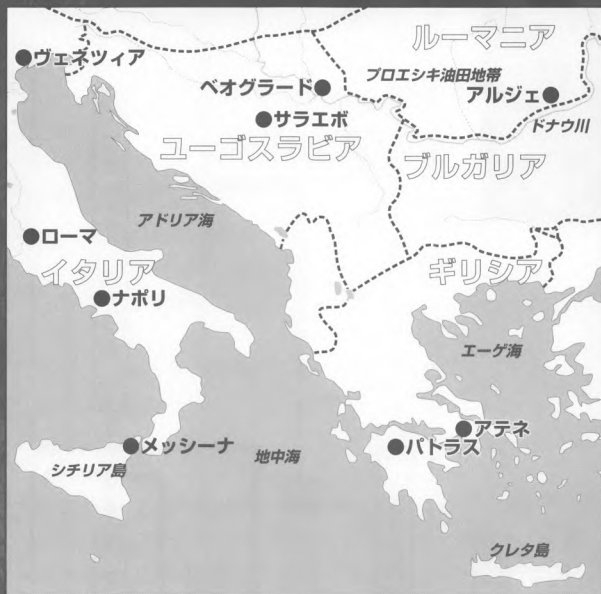 ルーマニア
ヴェネツィア
プロエシキ油田地帯
ベオグラード
アルジェ
サラエボ
ドナウ川
ユーゴスラビア
ブルガリア
アドリア海
ローマ
イタリア
ギリシア
ナポリ
エーゲ海
アテネ
メッシーナ
パトラス
地中海
シチリア島
クレタ島